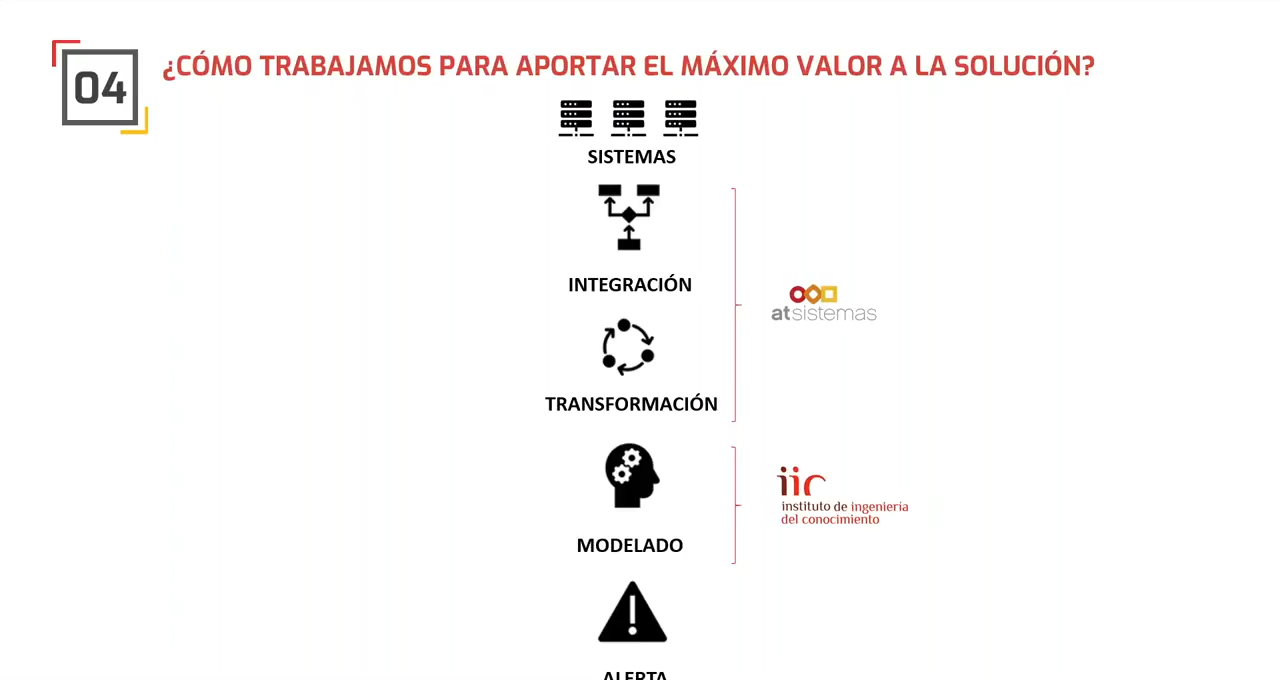 04
¿CÓMO TRABAJAMOS PARA APORTAR EL MÁXIMO VALOR A LA SOLUCIÓN?
SISTEMAS
INTEGRACIÓN
atsistemas
TRANSFORMACIÓN
iic
instituto de ingeniería
del conocimiento
MODELADO
ALERTA